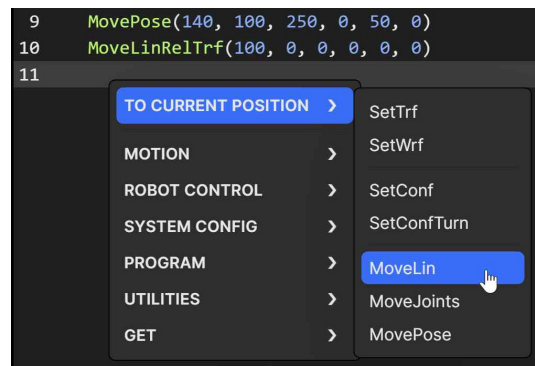 9 MovePose(140, 100, 250, 0, 50, 0)
10 MoveLinRelTrf(100, 0, 0, 0, 0, 0)
11
TO CURRENT POSITION
MOTION
ROBOT CONTROL
SYSTEM CONFIG
PROGRAM
UTILITIES
GET
SetTrf
SetWrf
SetConf
SetConfTurn
MoveLin
MoveJoints
MovePose